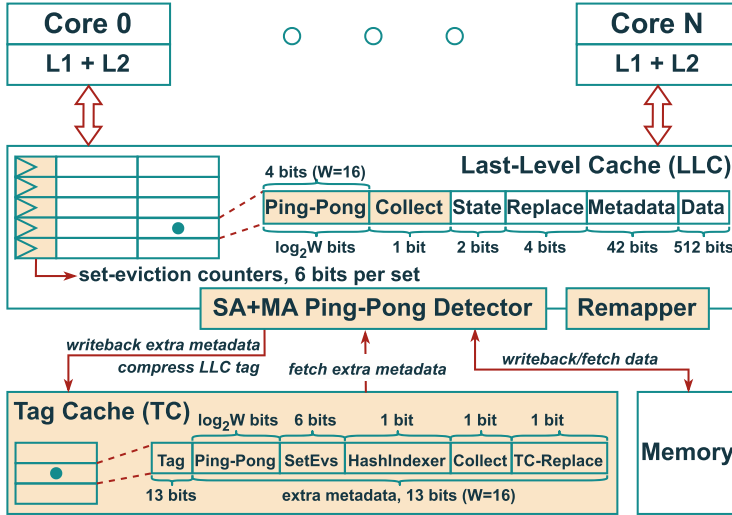 Core 0
L1 + L2
Core N
L1 + L2
Last-Level Cache (LLC)
4 bits (W=16)
Ping-Pong Collect State Replace Metadata Data
log2W bits 1 bit 2 bits 4 bits 42 bits 512 bits
set-eviction counters, 6 bits per set
SA+MA Ping-Pong Detector
Remapper
writeback extra metadata
compress LLC tag
fetch extra metadata
writeback/fetch data
Tag Cache (TC)
log2W bits 6 bits 1 bit 1 bit 1 bit
Tag Ping-Pong SetEvs HashIndexer Collect TC-Replace
13 bits extra metadata, 13 bits (W=16)
Memory